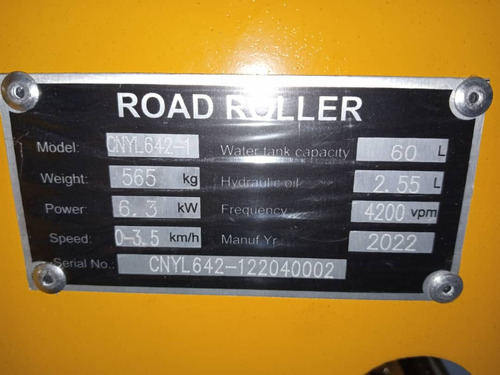 ROAD ROLLER
Model: CNYL642-1 Water tank capacity 60 L
Weight: 565 kg Hydraulic oil 2.55 L
Power: 6.3 kW Frequency 4200 vpm
Speed: 0-3.5 km/h Manuf Yr 2022
Serial No.: CNYL642-122040002